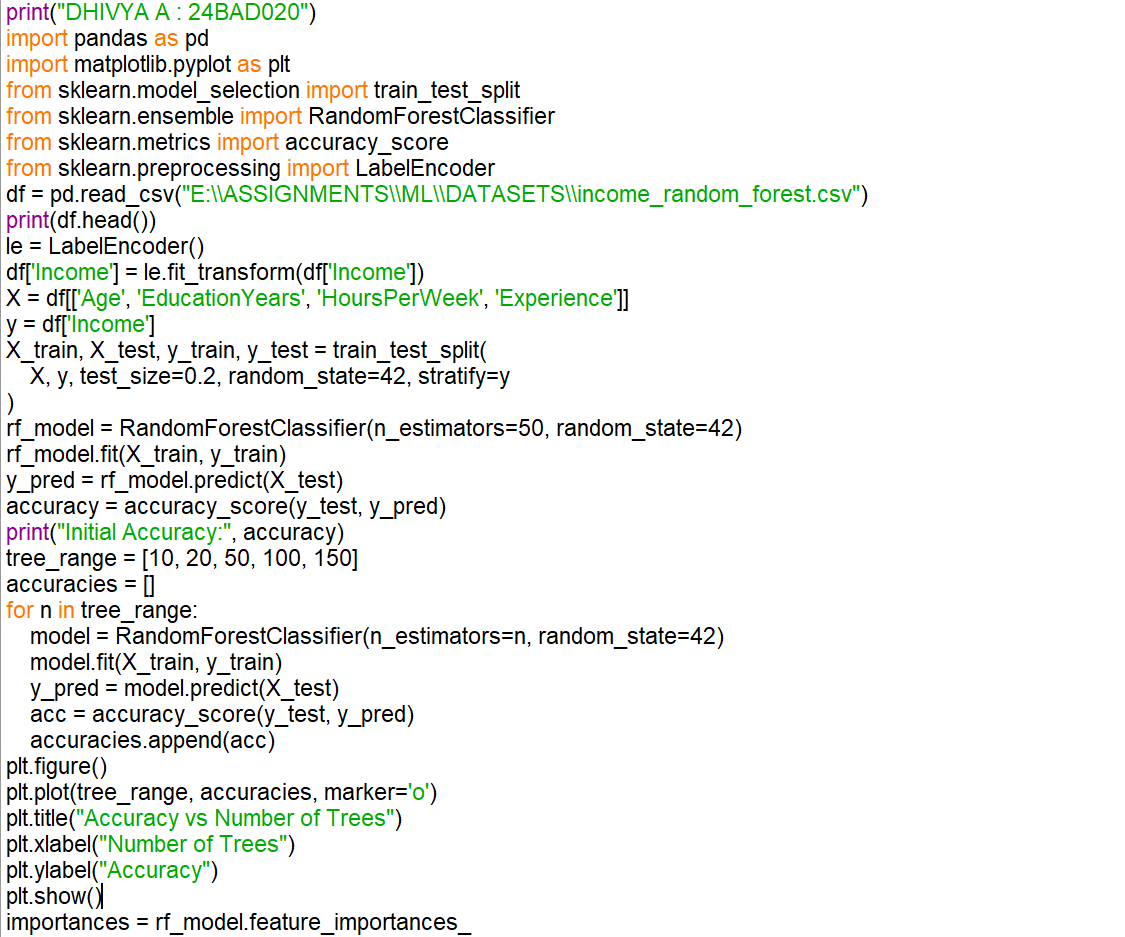 print("DHIVYA A : 24BAD020")
import pandas as pd
import matplotlib.pyplot as plt
from sklearn.model_selection import train_test_split
from sklearn.ensemble import RandomForestClassifier
from sklearn.metrics import accuracy_score
from sklearn.preprocessing import LabelEncoder
df = pd.read_csv("E:\\ASSIGNMENTS\\ML\\DATASETS\\income_random_forest.csv")
print(df.head())
le = LabelEncoder()
df['Income'] = le.fit_transform(df['Income'])
X = df[['Age', 'EducationYears', 'HoursPerWeek', 'Experience']]
y = df['Income']
X_train, X_test, y_train, y_test = train_test_split(
    X, y, test_size=0.2, random_state=42, stratify=y
)
rf_model = RandomForestClassifier(n_estimators=50, random_state=42)
rf_model.fit(X_train, y_train)
y_pred = rf_model.predict(X_test)
accuracy = accuracy_score(y_test, y_pred)
print("Initial Accuracy:", accuracy)
tree_range = [10, 20, 50, 100, 150]
accuracies = []
for n in tree_range:
    model = RandomForestClassifier(n_estimators=n, random_state=42)
    model.fit(X_train, y_train)
    y_pred = model.predict(X_test)
    acc = accuracy_score(y_test, y_pred)
    accuracies.append(acc)
plt.figure()
plt.plot(tree_range, accuracies, marker='o')
plt.title("Accuracy vs Number of Trees")
plt.xlabel("Number of Trees")
plt.ylabel("Accuracy")
plt.show()
importances = rf_model.feature_importances_